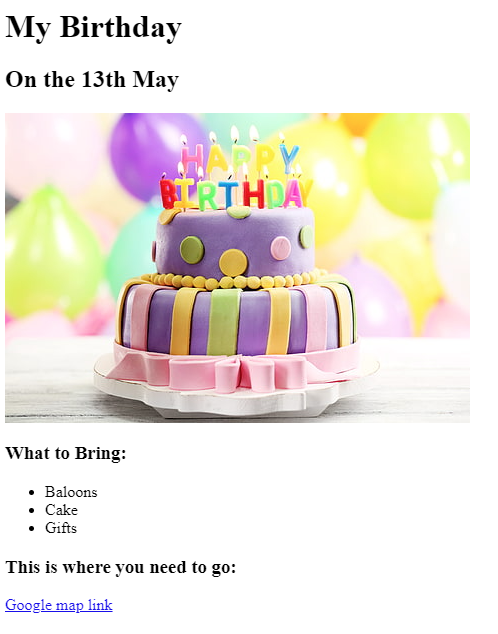 My Birthday
On the 13th May
HAPPY
BIRTHDAY
What to Bring:
Baloons
Cake
Gifts
This is where you need to go:
Google map link